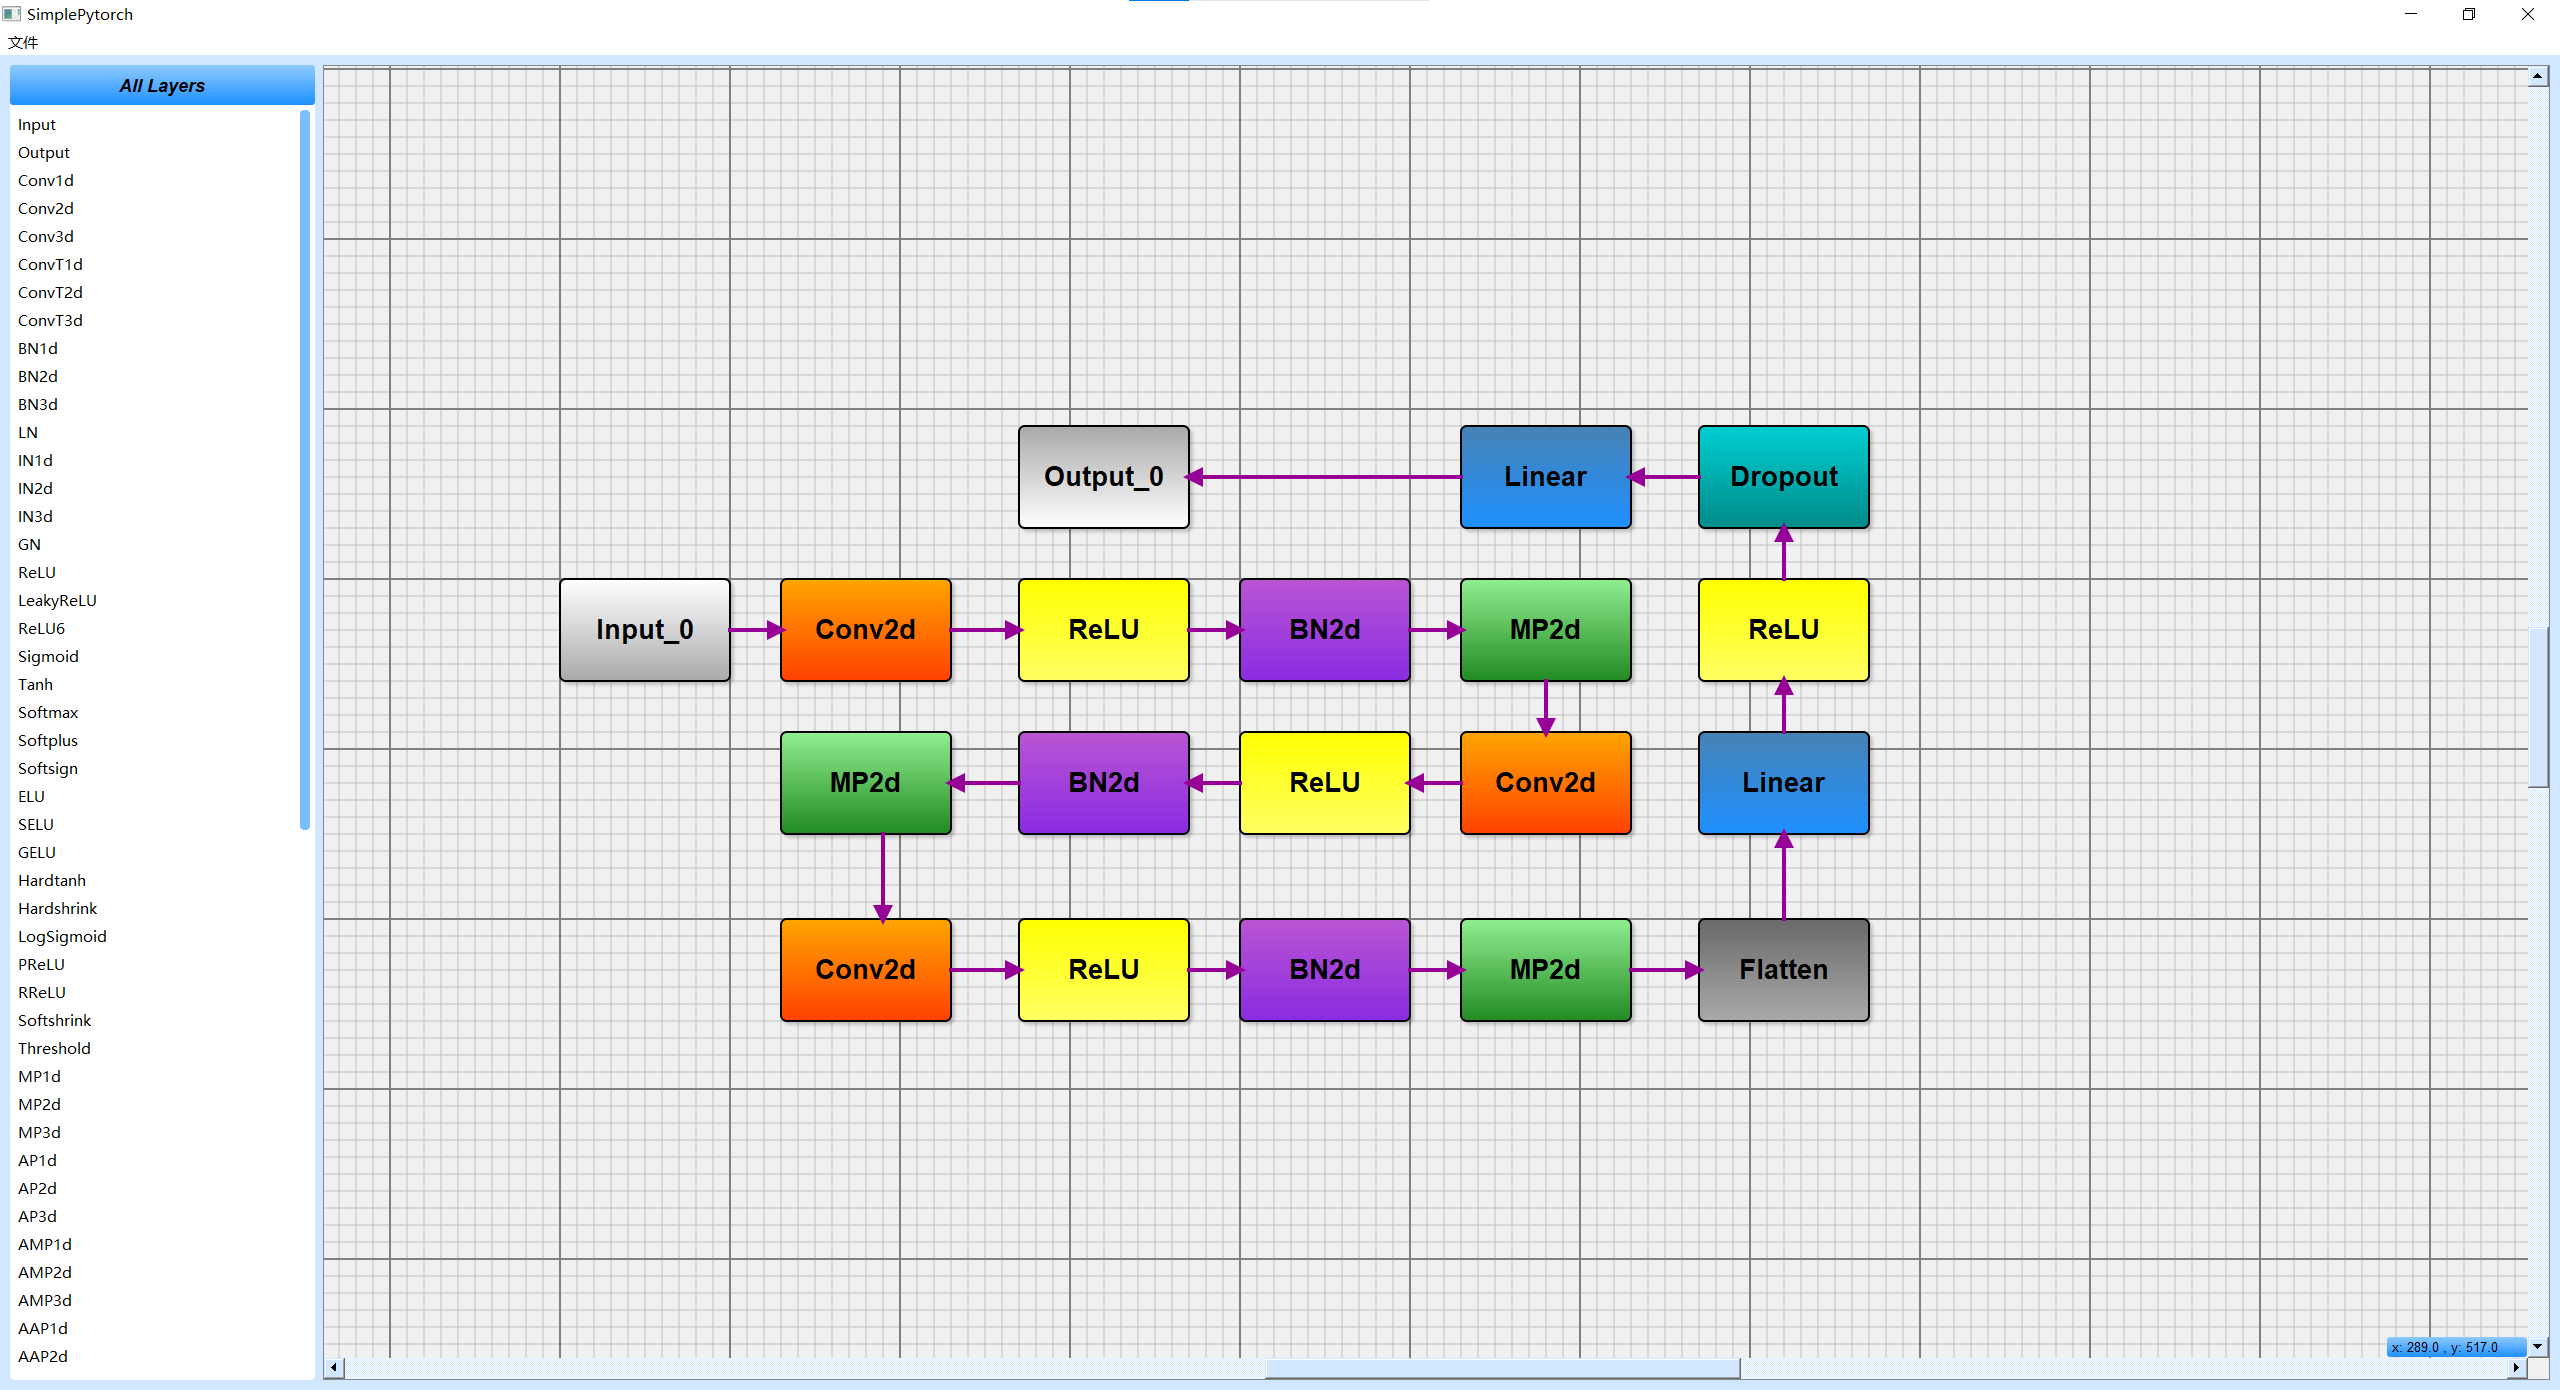 SimplePytorch
文件
All Layers
Input
Output
Conv1d
Conv2d
Conv3d
ConvT1d
ConvT2d
ConvT3d
BN1d
BN2d
BN3d
LN
IN1d
IN2d
IN3d
GN
ReLU
LeakyReLU
ReLU6
Sigmoid
Tanh
Softmax
Softplus
Softsign
ELU
SELU
GELU
Hardtanh
Hardshrink
LogSigmoid
PReLU
RReLU
Softshrink
Threshold
MP1d
MP2d
MP3d
AP1d
AP2d
AP3d
AMP1d
AMP2d
AMP3d
AAP1d
AAP2d
Output_0
Linear
Dropout
Input_0
Conv2d
ReLU
BN2d
MP2d
ReLU
MP2d
BN2d
ReLU
Conv2d
Linear
Conv2d
ReLU
BN2d
MP2d
Flatten
x: 289.0 , y: 517.0